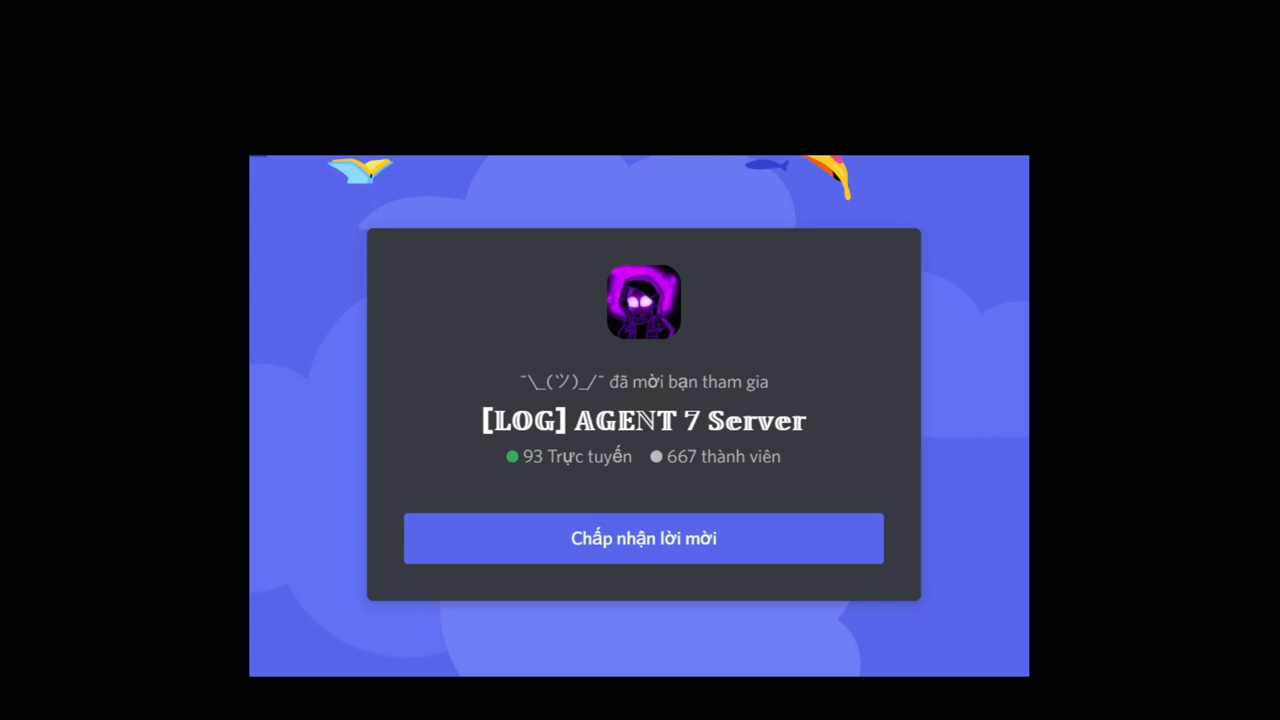 ¯\_(ツ)_/¯ đã mời bạn tham gia
[LOG] AGENT 7 Server
93 Trực tuyến 667 thành viên
Chấp nhận lời mời